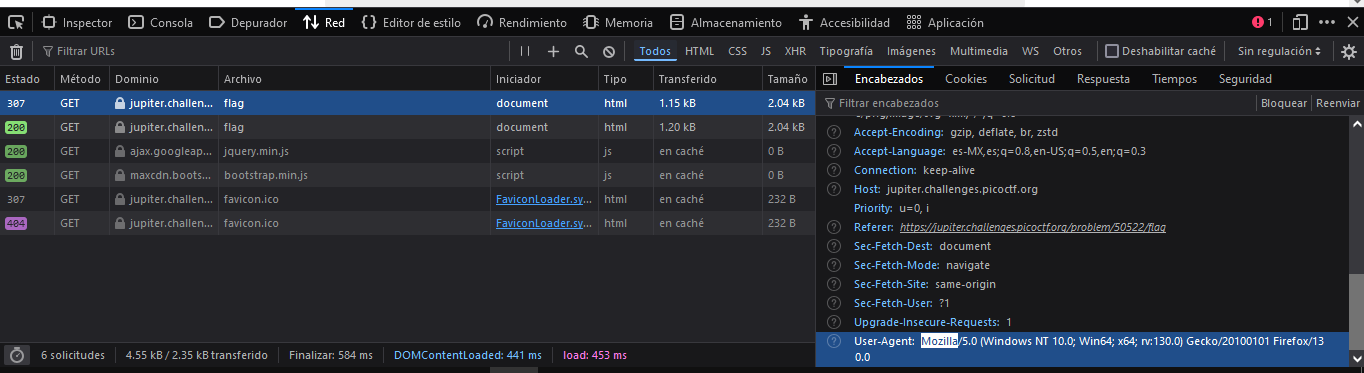 Inspector Consola Depurador Red Editor de estilo Rendimiento Memoria Almacenamiento Accesibilidad Aplicación 1
Filtrar URLs Todos HTML CSS JS XHR Tipografía Imágenes Multimedia WS Otros Deshabilitar caché Sin regulación
Estado Método Dominio Archivo Iniciador Tipo Transferido Tamaño
307 GET jupiter.challen... flag document html 1.15 kB 2.04 kB
200 GET jupiter.challen... flag document html 1.20 kB 2.04 kB
200 GET ajax.googleap... jquery.min.js script js en caché 0 B
200 GET maxcdn.boots... bootstrap.min.js script js en caché 0 B
307 GET jupiter.challen... favicon.ico FaviconLoader.sy... html en caché 232 B
404 GET jupiter.challen... favicon.ico FaviconLoader.sy... html en caché 232 B
6 solicitudes 4.55 kB / 2.35 kB transferido Finalizar: 584 ms DOMContentLoaded: 441 ms load: 453 ms
Encabezados Cookies Solicitud Respuesta Tiempos Seguridad
Filtrar encabezados Bloquear Reenviar
Accept-Encoding: gzip, deflate, br, zstd
Accept-Language: es-MX,es;q=0.8,en-US;q=0.5,en;q=0.3
Connection: keep-alive
Host: jupiter.challenges.picoctf.org
Priority: u=0, i
Referer: https://jupiter.challenges.picoctf.org/problem/50522/flag
Sec-Fetch-Dest: document
Sec-Fetch-Mode: navigate
Sec-Fetch-Site: same-origin
Sec-Fetch-User: ?1
Upgrade-Insecure-Requests: 1
User-Agent: Mozilla/5.0 (Windows NT 10.0; Win64; x64; rv:130.0) Gecko/20100101 Firefox/13
0.0